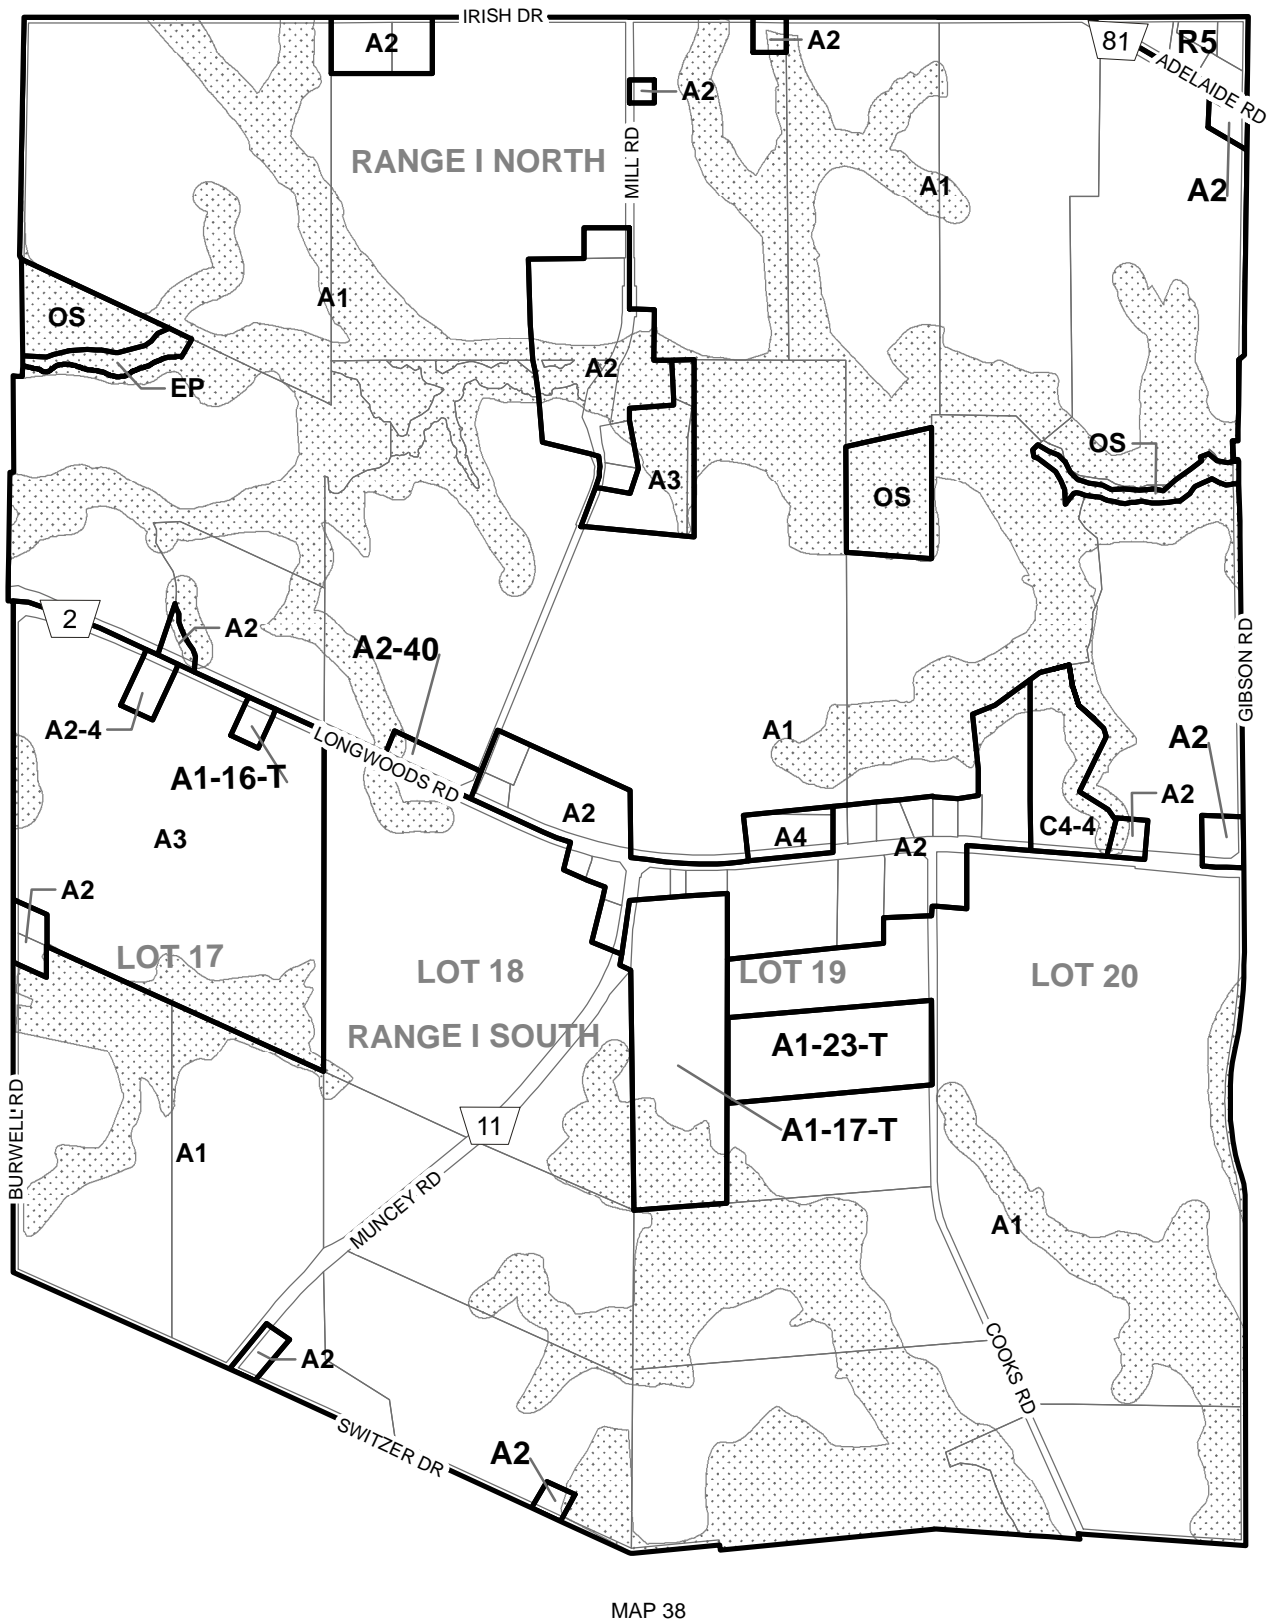 IRISH DR
A2
A2
81
R5
ADELAIDE RD
A2
MILL RD
RANGE I NORTH
A1
A2
A1
OS
A2
EP
OS
A3
OS
2
A2
GIBSON RD
A2-40
A2-4
A1
A2
LONGWOODS RD
A1-16-T
A2
A2
C4-4
A3
A4
A2
A2
LOT 17
LOT 18
LOT 19
LOT 20
RANGE I SOUTH
A1-23-T
BURWELL RD
11
A1-17-T
A1
MUNCEY RD
A1
COOKS RD
A2
SWITZER DR
A2
MAP 38